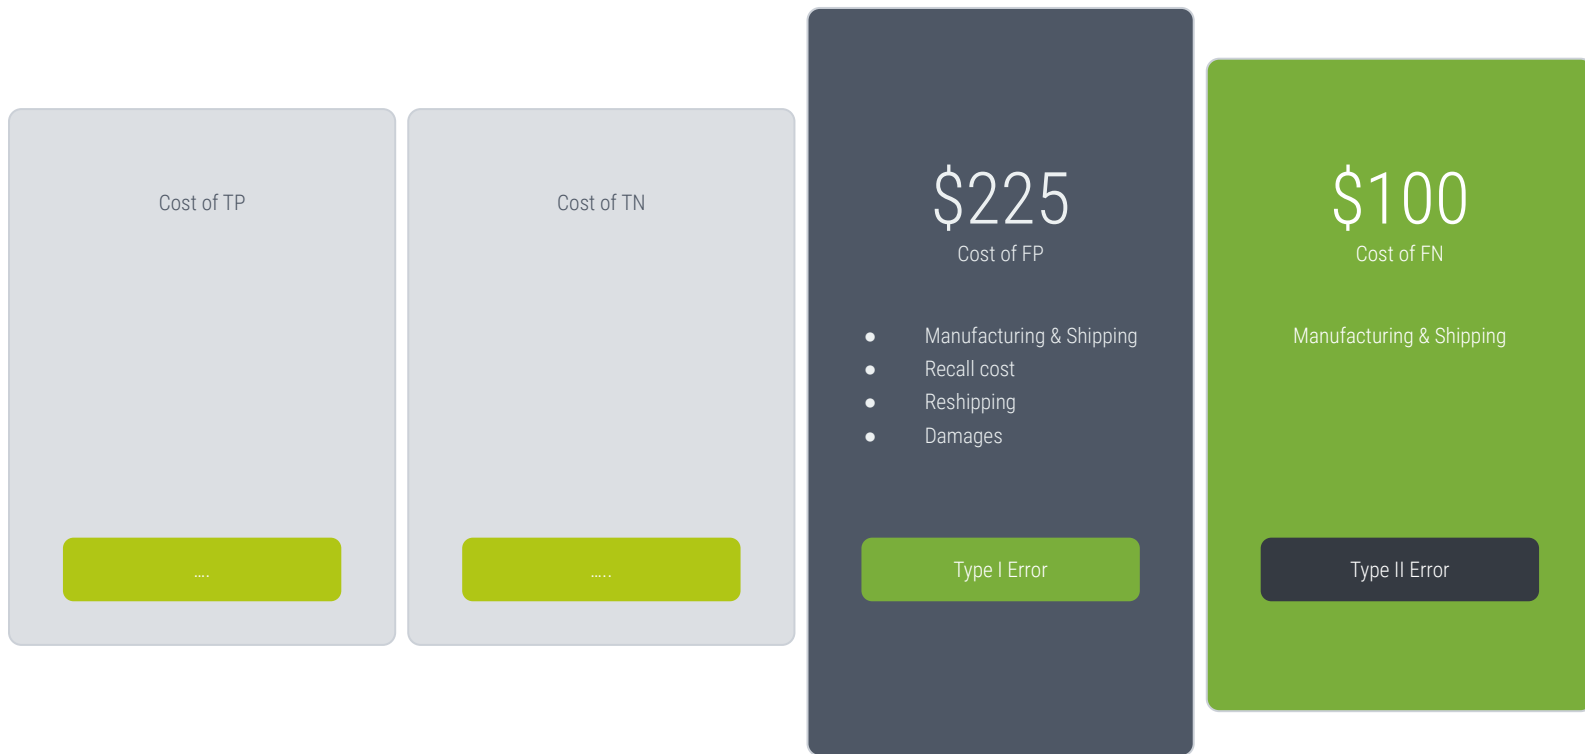 Cost of TP
....
Cost of TN
.....
$225
Cost of FP
● Manufacturing & Shipping
● Recall cost
● Reshipping
● Damages
Type I Error
$100
Cost of FN
Manufacturing & Shipping
Type II Error